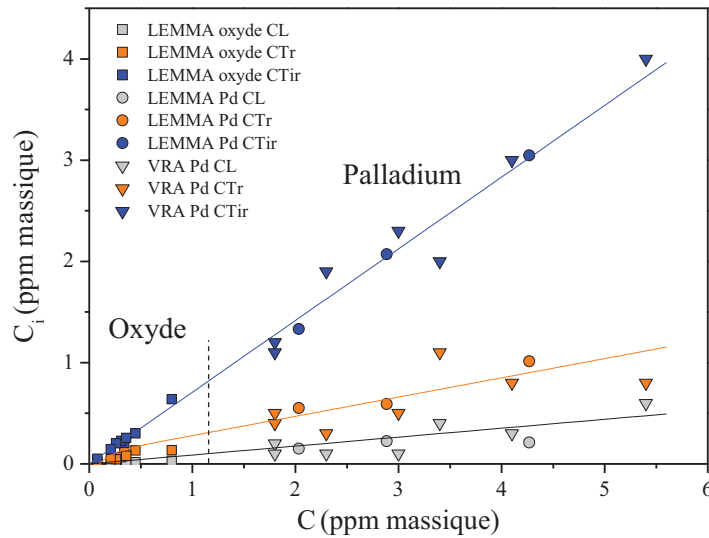 LEMMA oxyde CL
LEMMA oxyde CTr
LEMMA oxyde CTir
LEMMA Pd CL
LEMMA Pd CTr
LEMMA Pd CTir
VRA Pd CL
VRA Pd CTr
VRA Pd CTir
Palladium
Oxyde
4
3
2
1
0
C_i (ppm massique)
0 1 2 3 4 5 6
C (ppm massique)